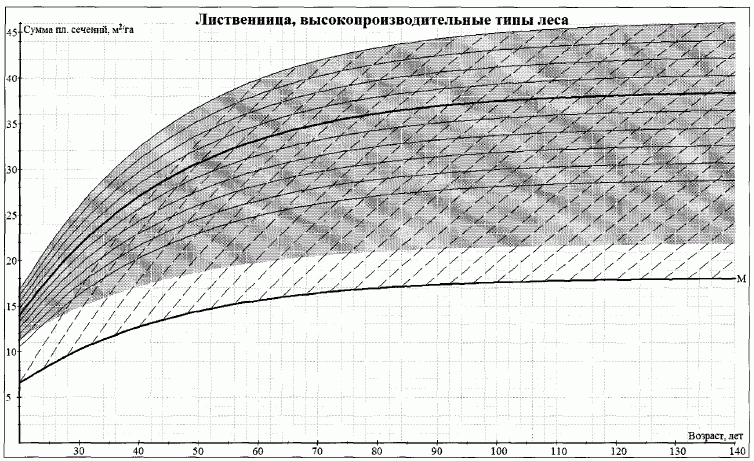 Лиственница, высокопроизводительные типы леса
Сумма пл. сечений, м²/га
45
40
35
30
25
20
15
10
5
М
Возраст, лет
30 40 50 60 70 80 90 100 110 120 130 140